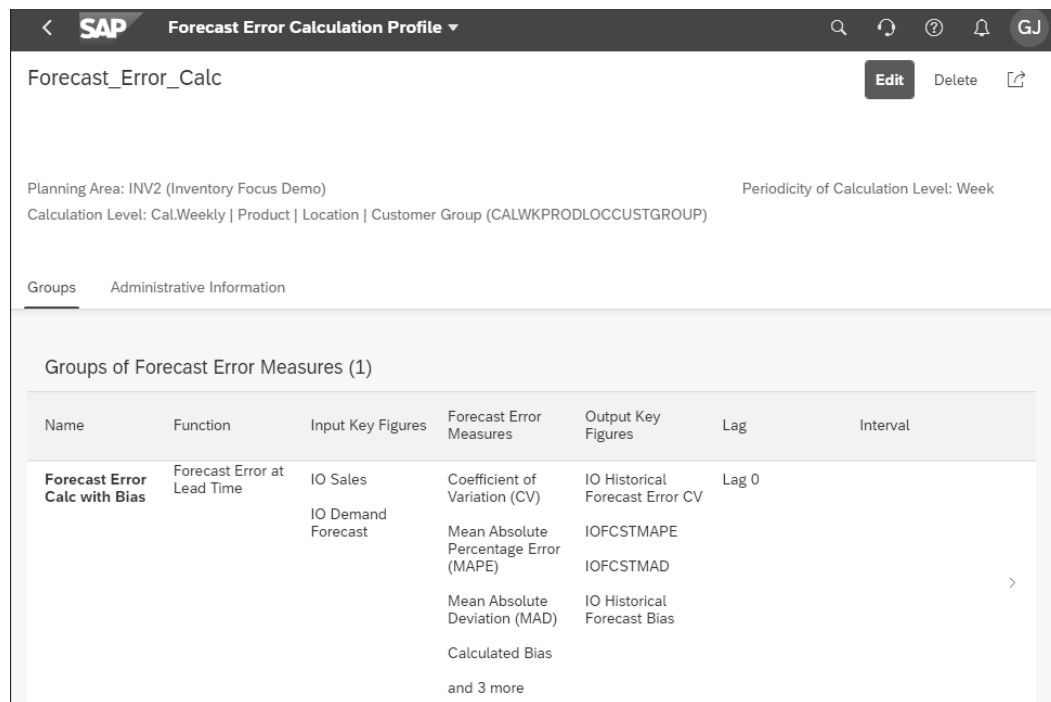 SAP Forecast Error Calculation Profile
GJ
Forecast_Error_Calc
Edit Delete
Planning Area: INV2 (Inventory Focus Demo)
Periodicity of Calculation Level: Week
Calculation Level: Cal.Weekly | Product | Location | Customer Group (CALWKPRODLOCCUSTGROUP)
Groups Administrative Information
Groups of Forecast Error Measures (1)
Name
Function
Input Key Figures
Forecast Error
Measures
Output Key
Figures
Lag
Interval
Forecast Error
Calc with Bias
Forecast Error at
Lead Time
IO Sales
IO Demand
Forecast
Coefficient of
Variation (CV)
Mean Absolute
Percentage Error
(MAPE)
Mean Absolute
Deviation (MAD)
Calculated Bias
and 3 more
IO Historical
Forecast Error CV
IOFCSTMAPE
IOFCSTMAD
IO Historical
Forecast Bias
Lag 0